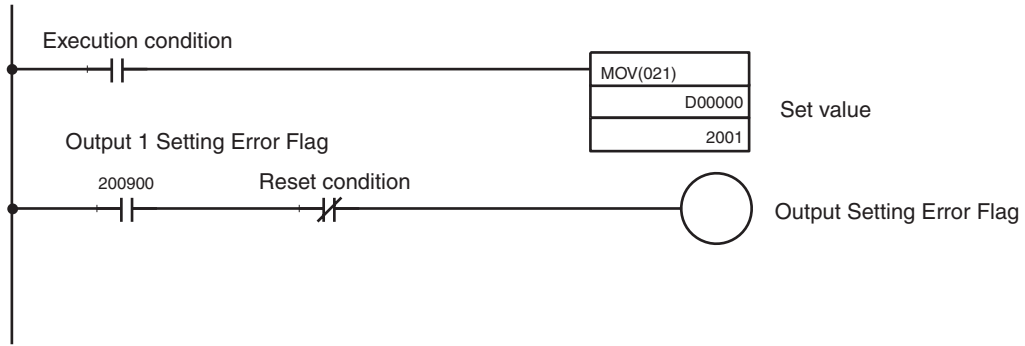 Execution condition
MOV(021)
D00000
Set value
2001
Output 1 Setting Error Flag
200900
Reset condition
Output Setting Error Flag